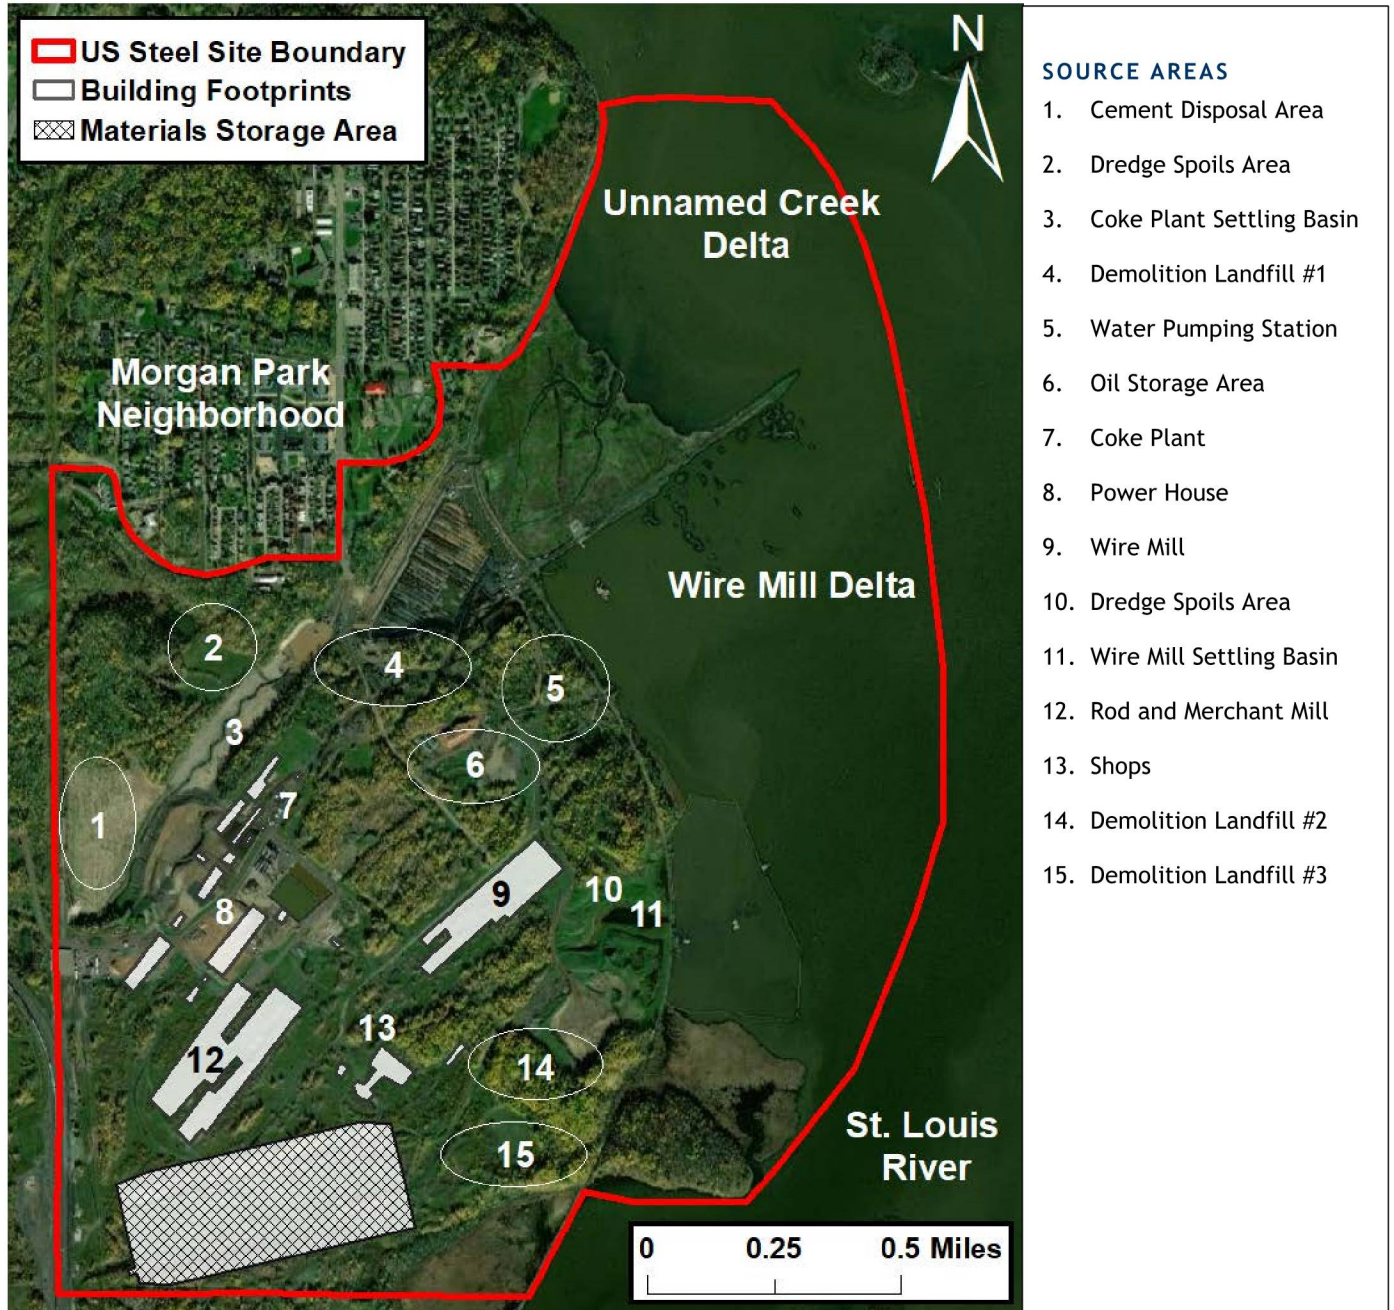 US Steel Site Boundary
Building Footprints
Materials Storage Area
N
Unnamed Creek
Delta
Morgan Park
Neighborhood
Wire Mill Delta
2
4
5
3
6
1
7
9
10
8
11
13
12
14
15
St. Louis
River
0 0.25 0.5 Miles
SOURCE AREAS
1. Cement Disposal Area
2. Dredge Spoils Area
3. Coke Plant Settling Basin
4. Demolition Landfill #1
5. Water Pumping Station
6. Oil Storage Area
7. Coke Plant
8. Power House
9. Wire Mill
10. Dredge Spoils Area
11. Wire Mill Settling Basin
12. Rod and Merchant Mill
13. Shops
14. Demolition Landfill #2
15. Demolition Landfill #3